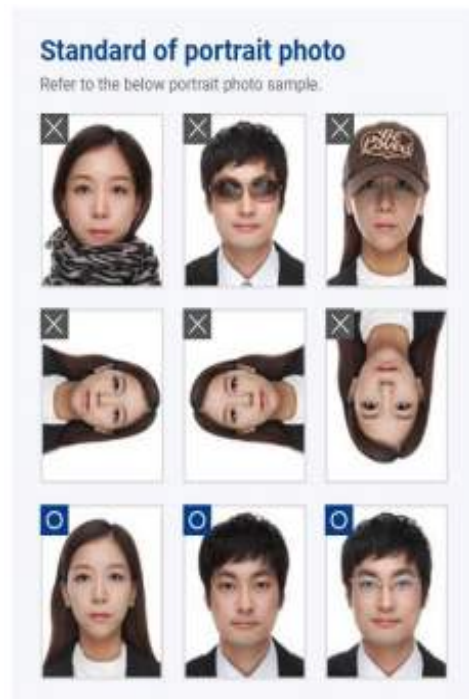 Standard of portrait photo
Refer to the below portrait photo sample.
X X X
X X X
O O O